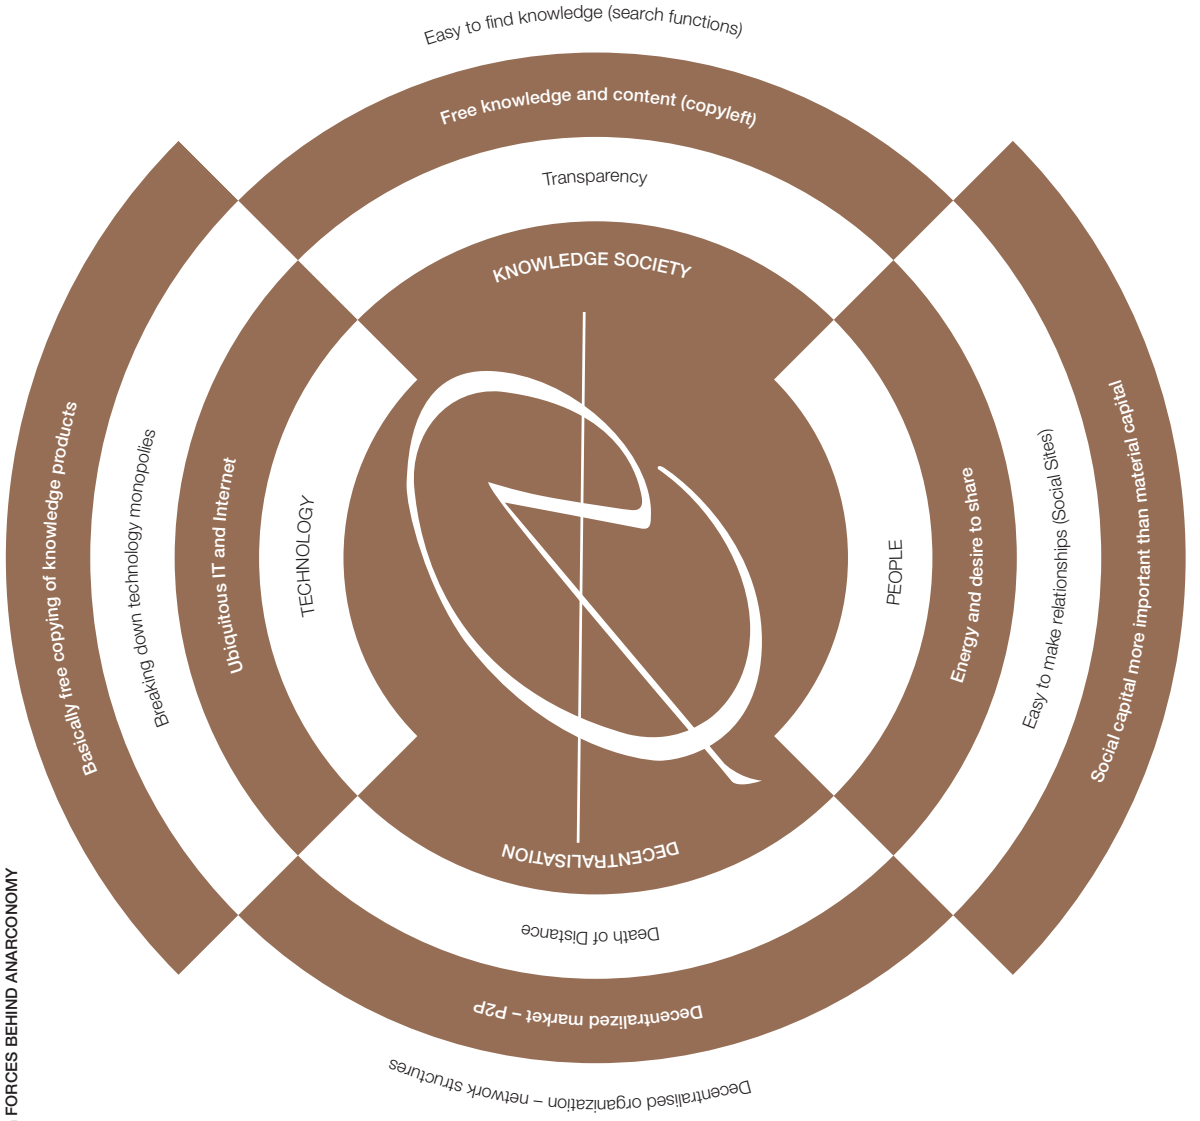 Easy to find knowledge (search functions)
Free knowledge and content (copyleft)
Transparency
KNOWLEDGE SOCIETY
Basically free copying of knowledge products
Breaking down technology monopolies
Ubiquitous IT and Internet
TECHNOLOGY
PEOPLE
Energy and desire to share
Easy to make relationships (Social Sites)
Social capital more important than material capital
DECENTRALISATION
Death of Distance
Decentralized market – P2P
Decentralised organization – network structures
FORCES BEHIND ANARCONOMY